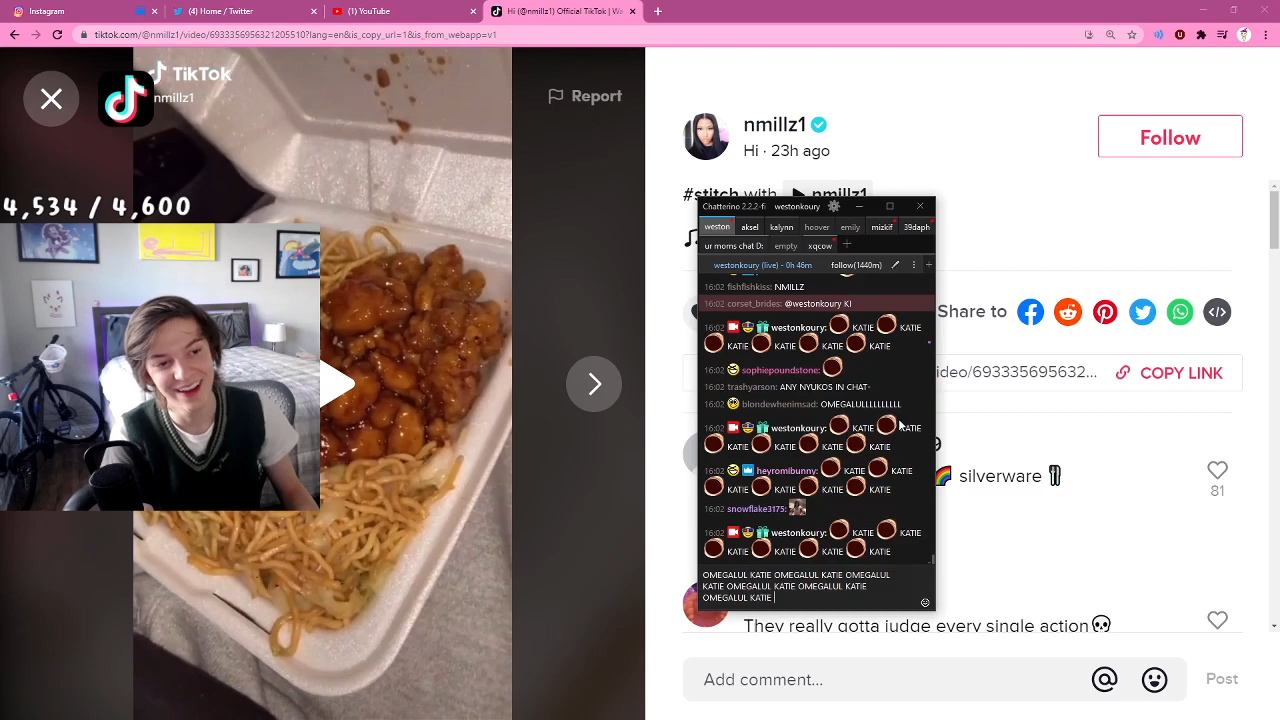 Instagram
(4) Home / Twitter
(1) YouTube
Hi (@nmillz1) Official TikTok | Wa
tiktok.com/@nmillz1/video/6933356956321205510?lang=en&is_copy_url=1&is_from_webapp=v1
TikTok
nmillz1
Report
4,534 / 4,600
nmillz1
Hi · 23h ago
Follow
#stitch with nmillz1
Share to
ideo/693335695632...
COPY LINK
silverware
81
They really gotta judge every single action
Add comment...
Post
Chatterino 2.2.2-fi westonkoury
weston aksel kalynn hoover emily mizkif 39daph
ur moms chat D: empty xqcow
westonkoury (live) - 0h 46m follow(1440m)
16:02 fishfishkiss: NMILLZ
16:02 corset_brides: @westonkoury KI
16:02 westonkoury: KATIE KATIE
KATIE KATIE KATIE KATIE
16:02 sophiepoundstone:
16:02 trashyarson: ANY NYUKOS IN CHAT-
16:02 blondewhenimsad: OMEGALULLLLLLLLL
16:02 westonkoury: KATIE KATIE
KATIE KATIE KATIE KATIE
16:02 heyromibunny: KATIE KATIE
KATIE KATIE KATIE KATIE
16:02 snowflake3175:
16:02 westonkoury: KATIE KATIE
KATIE KATIE KATIE KATIE
OMEGALUL KATIE OMEGALUL KATIE OMEGALUL
KATIE OMEGALUL KATIE OMEGALUL KATIE
OMEGALUL KATIE